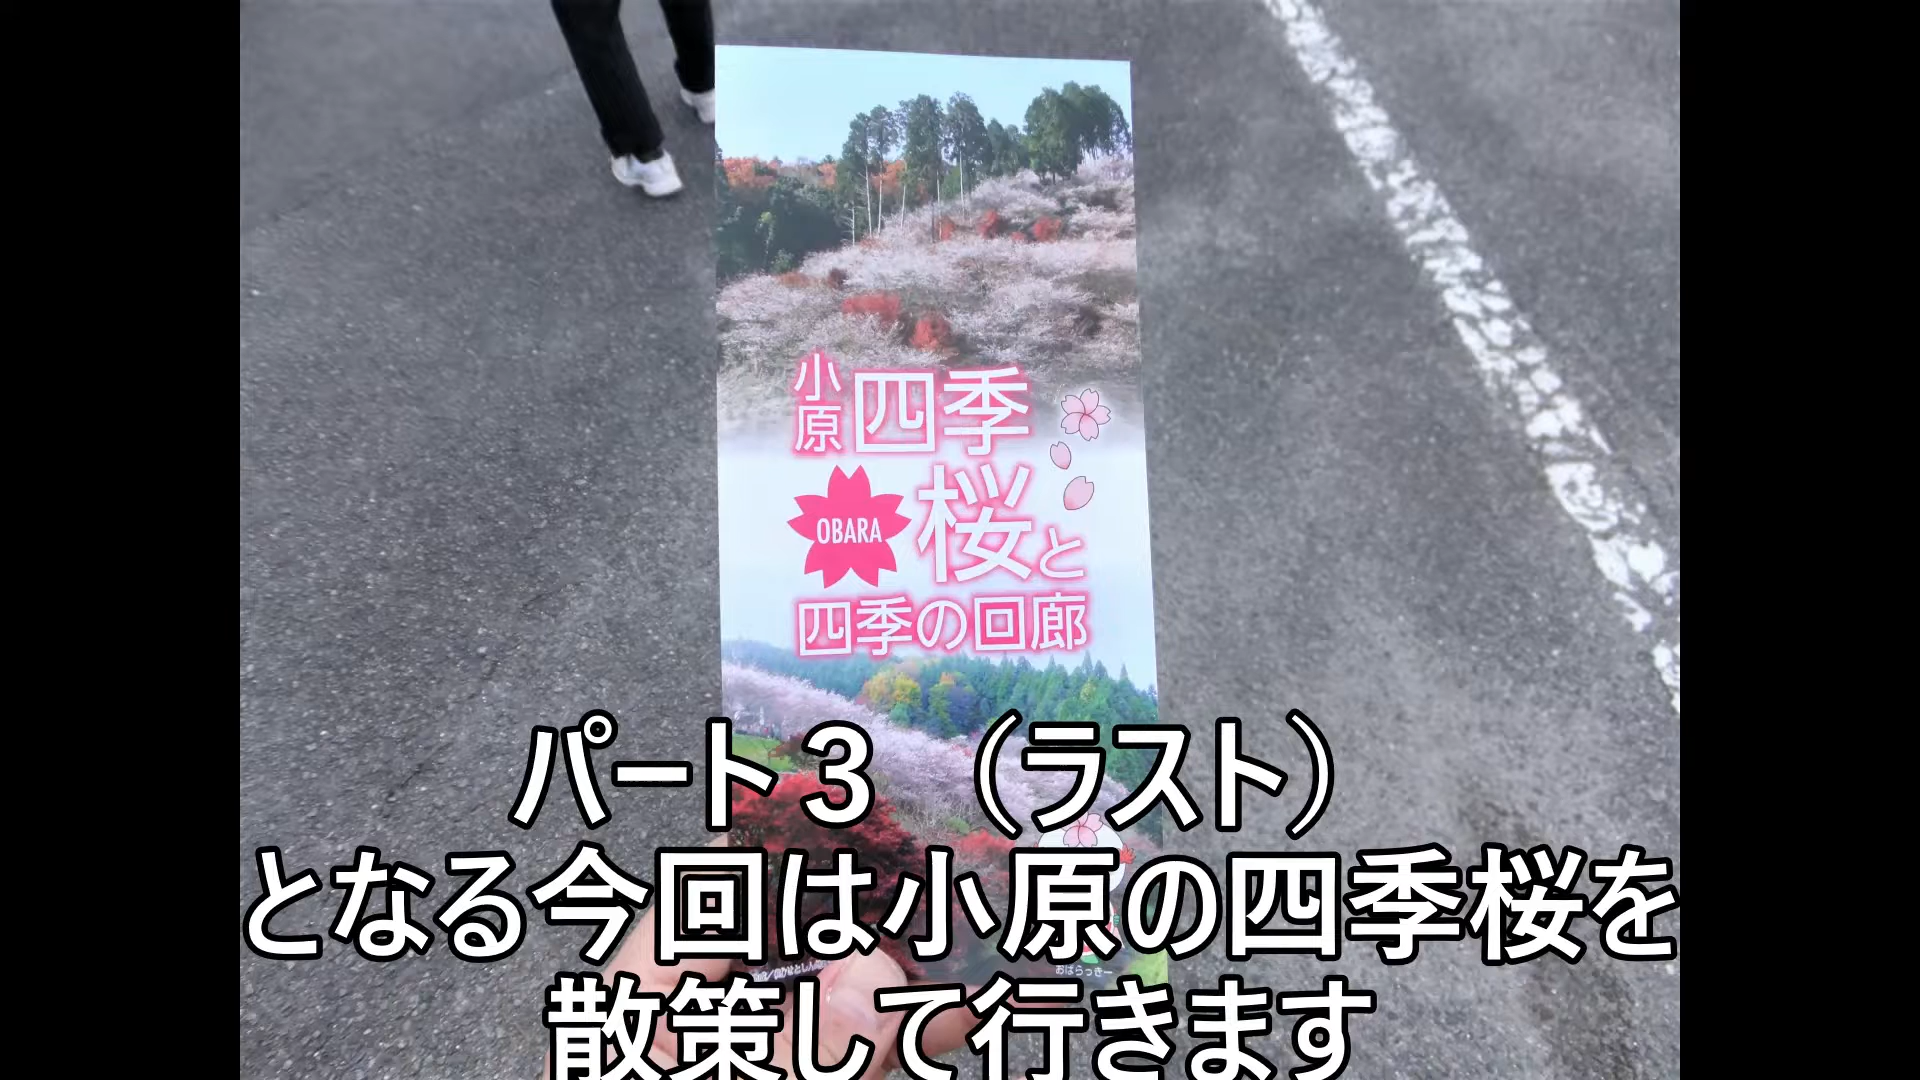 小原
四季
桜と
OBARA
四季の回廊
パート3 （ラスト）
となる今回は小原の四季桜を
散策して行きます
おばらっきー